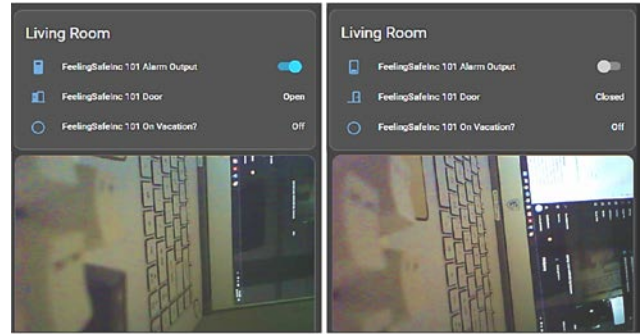 Living Room
FeelingSafeInc 101 Alarm Output
FeelingSafeInc 101 Door Open
FeelingSafeInc 101 On Vacation? Off
Living Room
FeelingSafeInc 101 Alarm Output
FeelingSafeInc 101 Door Closed
FeelingSafeInc 101 On Vacation? Off